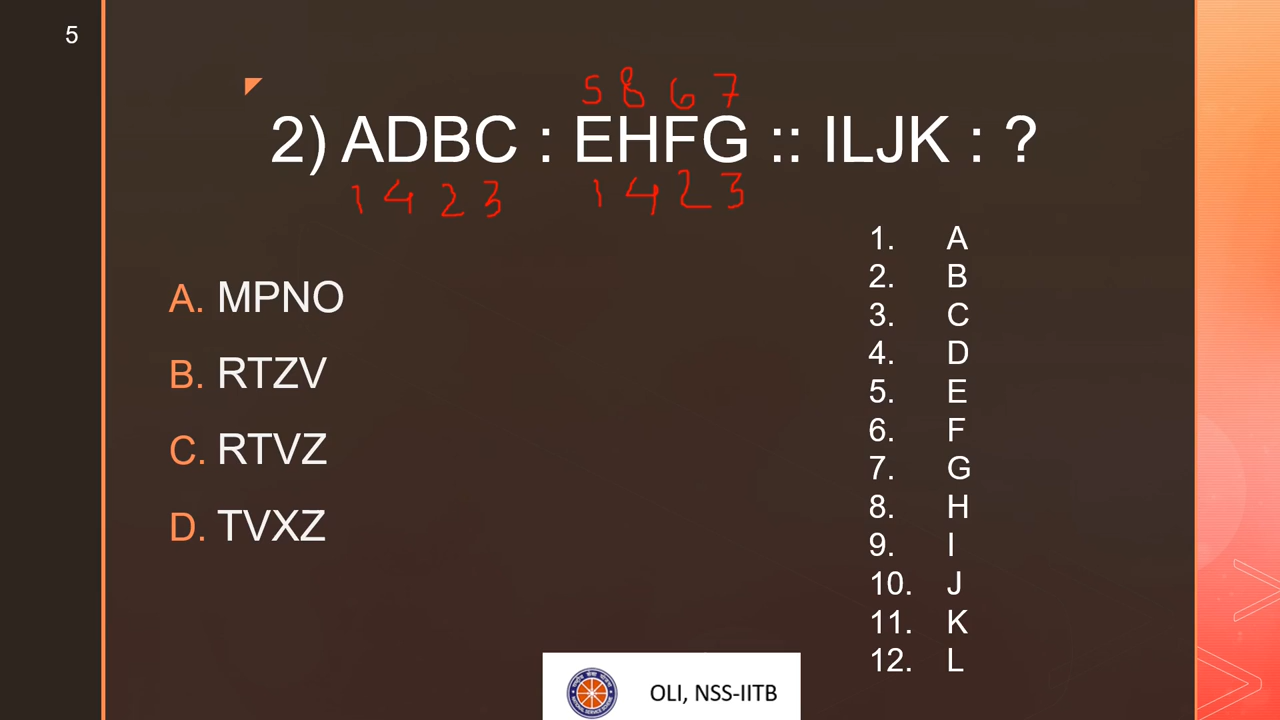 5
5 8 6 7
2) ADBC : EHFG :: ILJK : ?
1 4 2 3 1 4 2 3
A. MPNO
B. RTZV
C. RTVZ
D. TVXZ
1. A
2. B
3. C
4. D
5. E
6. F
7. G
8. H
9. I
10. J
11. K
12. L
OLI, NSS-IITB